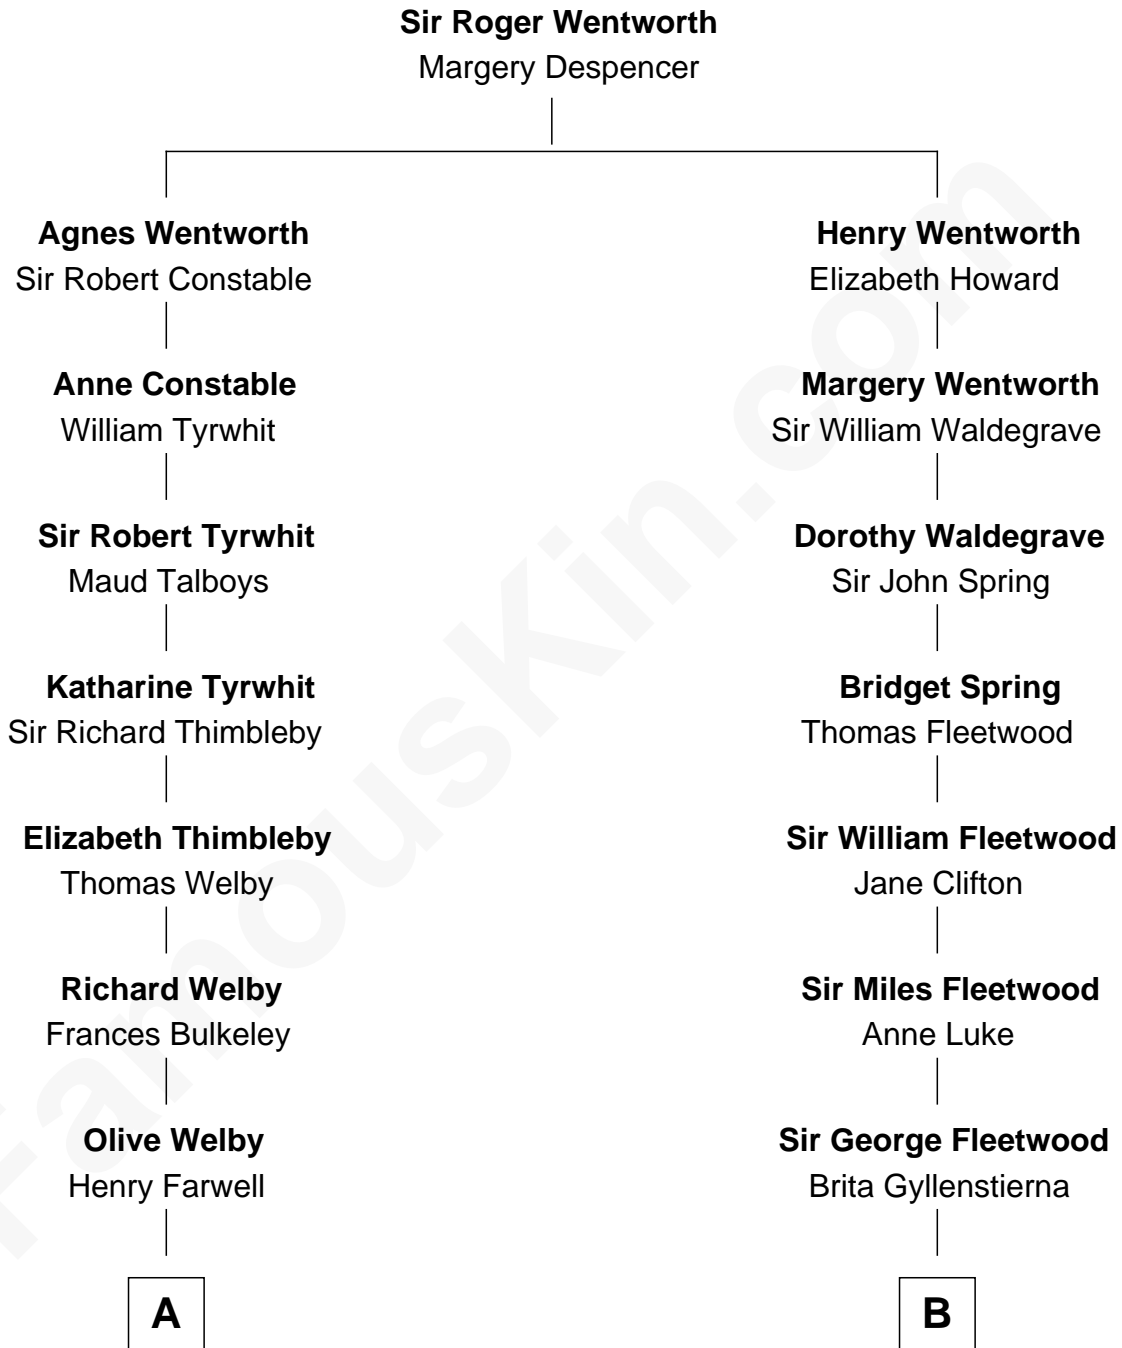 Sir Roger Wentworth
Margery Despencer
Agnes Wentworth
Sir Robert Constable
Henry Wentworth
Elizabeth Howard
Anne Constable
William Tyrwhit
Margery Wentworth
Sir William Waldegrave
Sir Robert Tyrwhit
Maud Talboys
Dorothy Waldegrave
Sir John Spring
Katharine Tyrwhit
Sir Richard Thimbleby
Bridget Spring
Thomas Fleetwood
Elizabeth Thimbleby
Thomas Welby
Sir William Fleetwood
Jane Clifton
Richard Welby
Frances Bulkeley
Sir Miles Fleetwood
Anne Luke
Olive Welby
Henry Farwell
Sir George Fleetwood
Brita Gyllenstierna
A
B
FamousKin.com